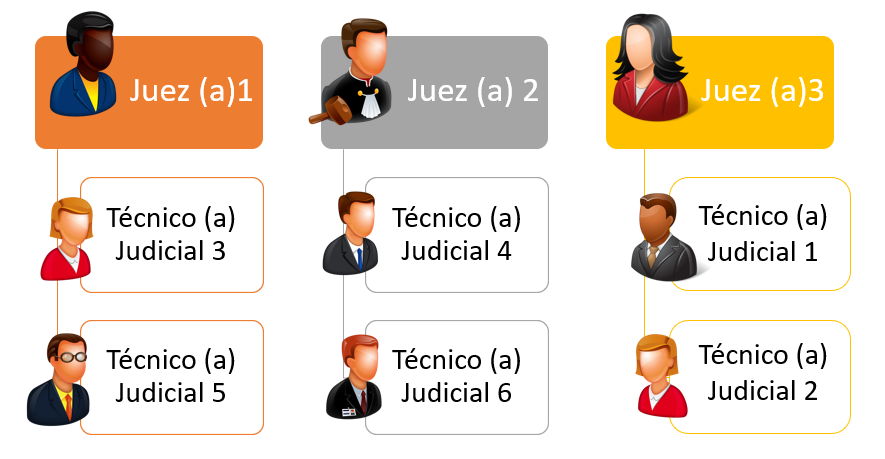 Juez (a)1
Técnico (a)
Judicial 3
Técnico (a)
Judicial 5
Juez (a) 2
Técnico (a)
Judicial 4
Técnico (a)
Judicial 6
Juez (a)3
Técnico (a)
Judicial 1
Técnico (a)
Judicial 2